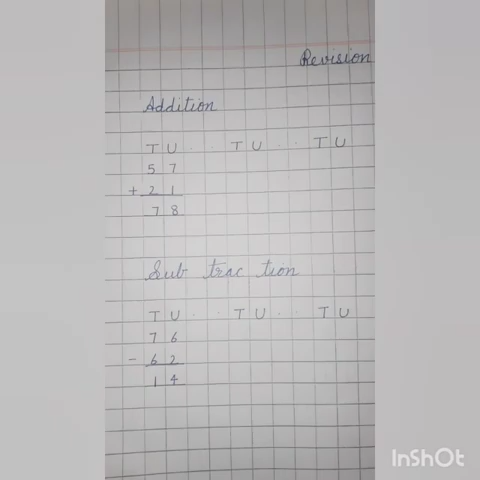 Revision
Addition
T U . . T U . . T U
5 7
+ 2 1
7 8
Sub trac tion
T U . . T U . . T U
7 6
- 6 2
1 4
InShOt